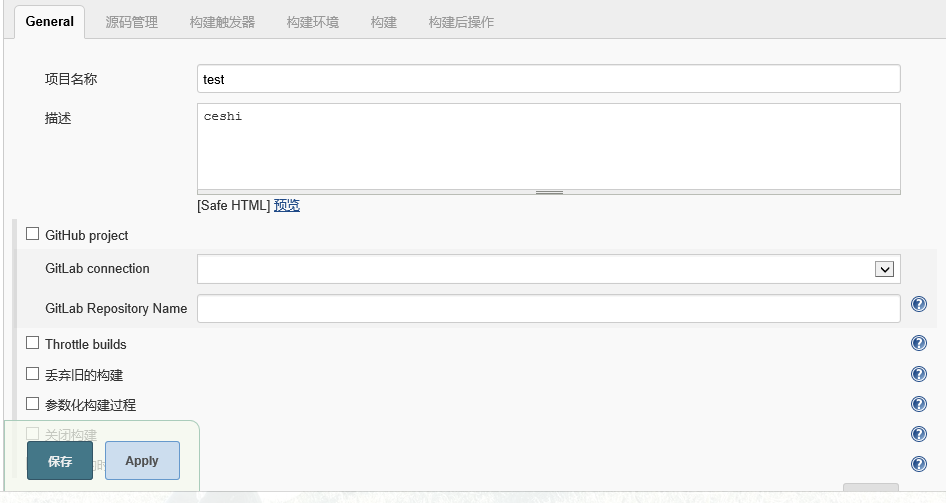 General 源码管理 构建触发器 构建环境 构建 构建后操作
项目名称 test
描述 ceshi
[Safe HTML] 预览
GitHub project
GitLab connection
GitLab Repository Name
Throttle builds
丢弃旧的构建
参数化构建过程
关闭构建
保存 Apply